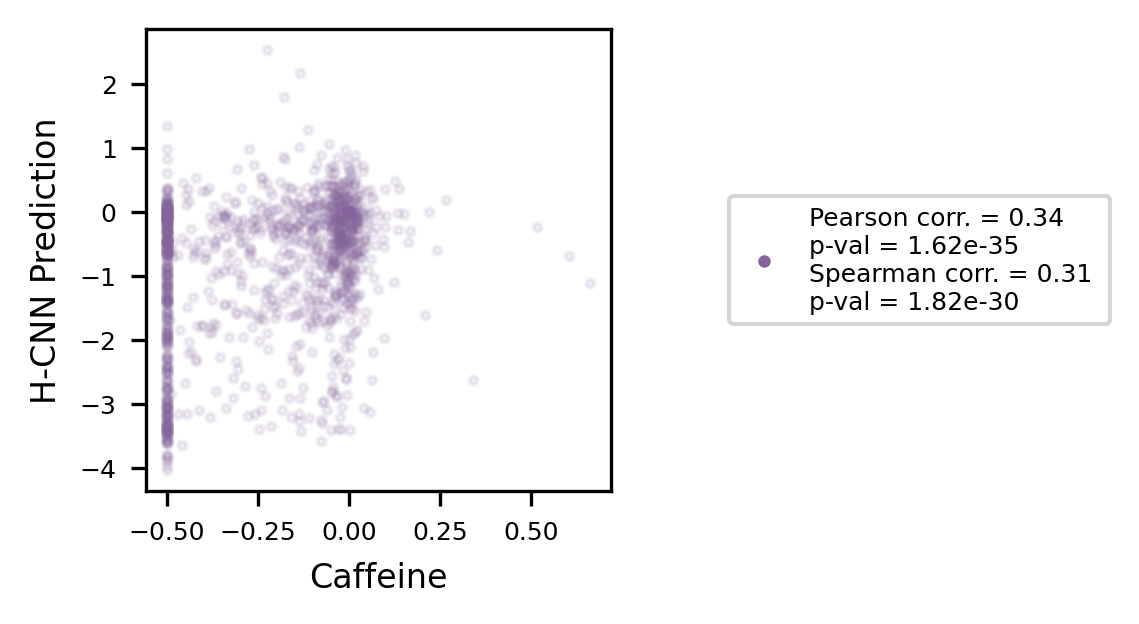 H-CNN Prediction
2
1
0
−1
−2
−3
−4
−0.50 −0.25 0.00 0.25 0.50
Caffeine
Pearson corr. = 0.34
p-val = 1.62e-35
Spearman corr. = 0.31
p-val = 1.82e-30